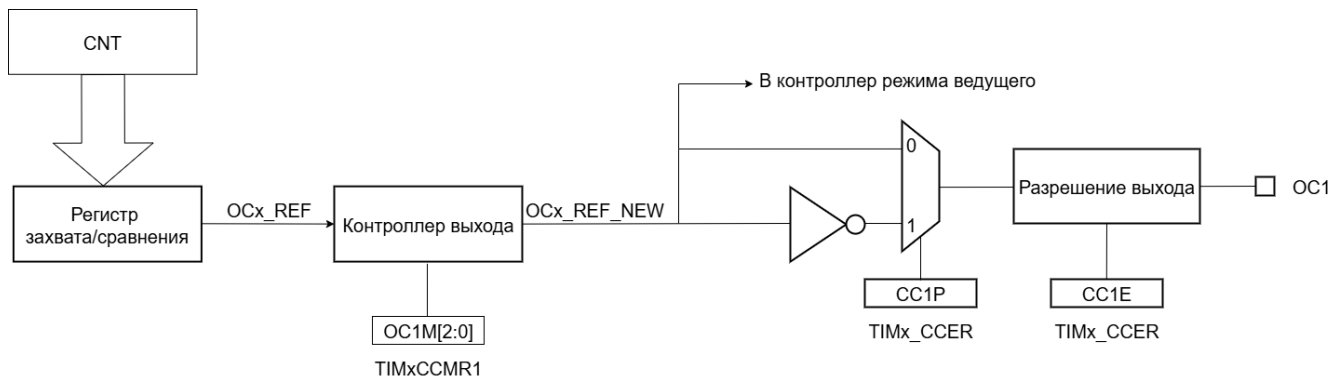 CNT
В контроллер режима ведущего
0
Регистр
захвата/сравнения
OCx_REF
Контроллер выхода
OCx_REF_NEW
1
Разрешение выхода
OC1
CC1P
CC1E
OC1M[2:0]
TIMx_CCER
TIMx_CCER
TIMxCCMR1